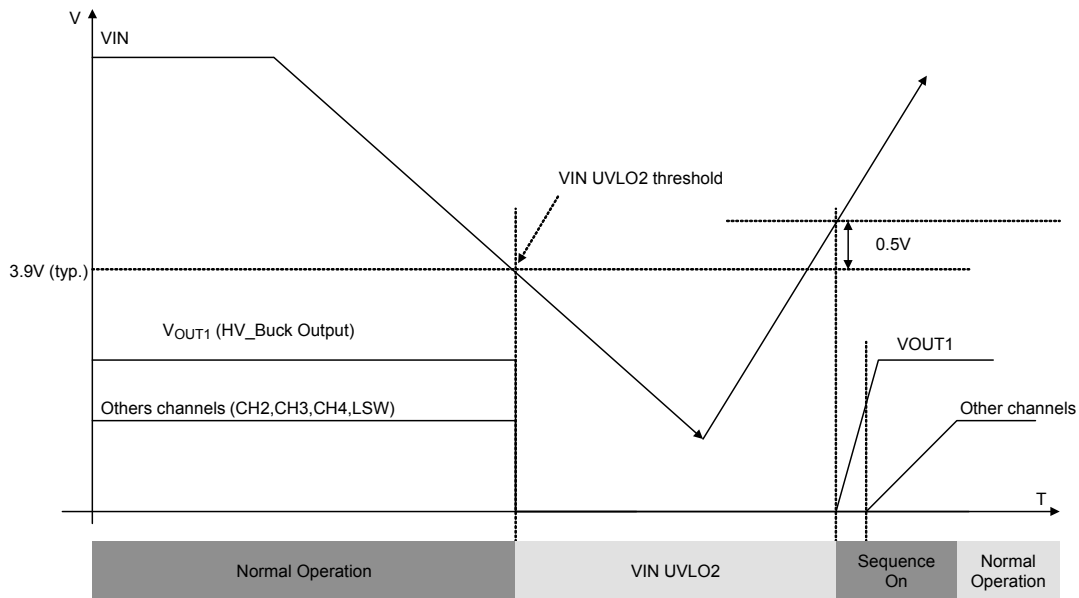 V
VIN
VIN UVLO2 threshold
0.5V
3.9V (typ.)
VOUT1 (HV_Buck Output)
VOUT1
Others channels (CH2,CH3,CH4,LSW)
Other channels
T
Normal Operation
VIN UVLO2
Sequence
On
Normal
Operation